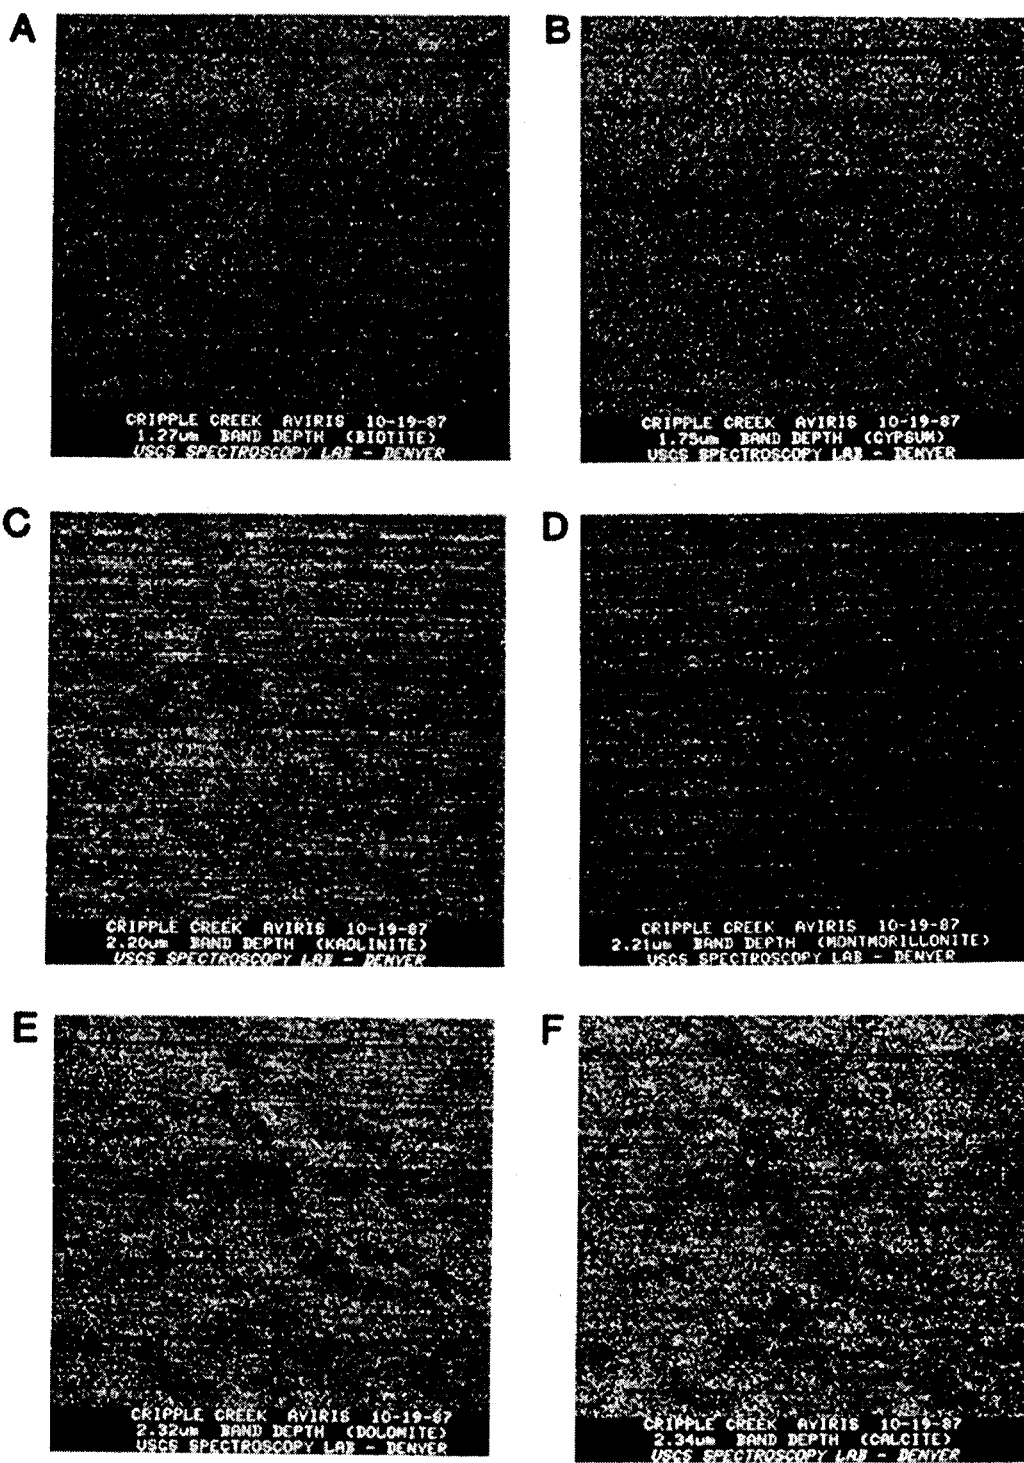 A
CRIPPLE CREEK AVIRIS 10-19-87
1.27um BAND DEPTH (BIOTITE)
USGS SPECTROSCOPY LAB - DENVER
B
CRIPPLE CREEK AVIRIS 10-19-87
1.75um BAND DEPTH (GYPSUM)
USGS SPECTROSCOPY LAB - DENVER
C
CRIPPLE CREEK AVIRIS 10-19-87
2.20um BAND DEPTH (KAOLINITE)
USGS SPECTROSCOPY LAB - DENVER
D
CRIPPLE CREEK AVIRIS 10-19-87
2.21um BAND DEPTH (MONTMORILLONITE)
USGS SPECTROSCOPY LAB - DENVER
E
CRIPPLE CREEK AVIRIS 10-19-87
2.32um BAND DEPTH (DOLOMITE)
USGS SPECTROSCOPY LAB - DENVER
F
CRIPPLE CREEK AVIRIS 10-19-87
2.34um BAND DEPTH (CALCITE)
USGS SPECTROSCOPY LAB - DENVER